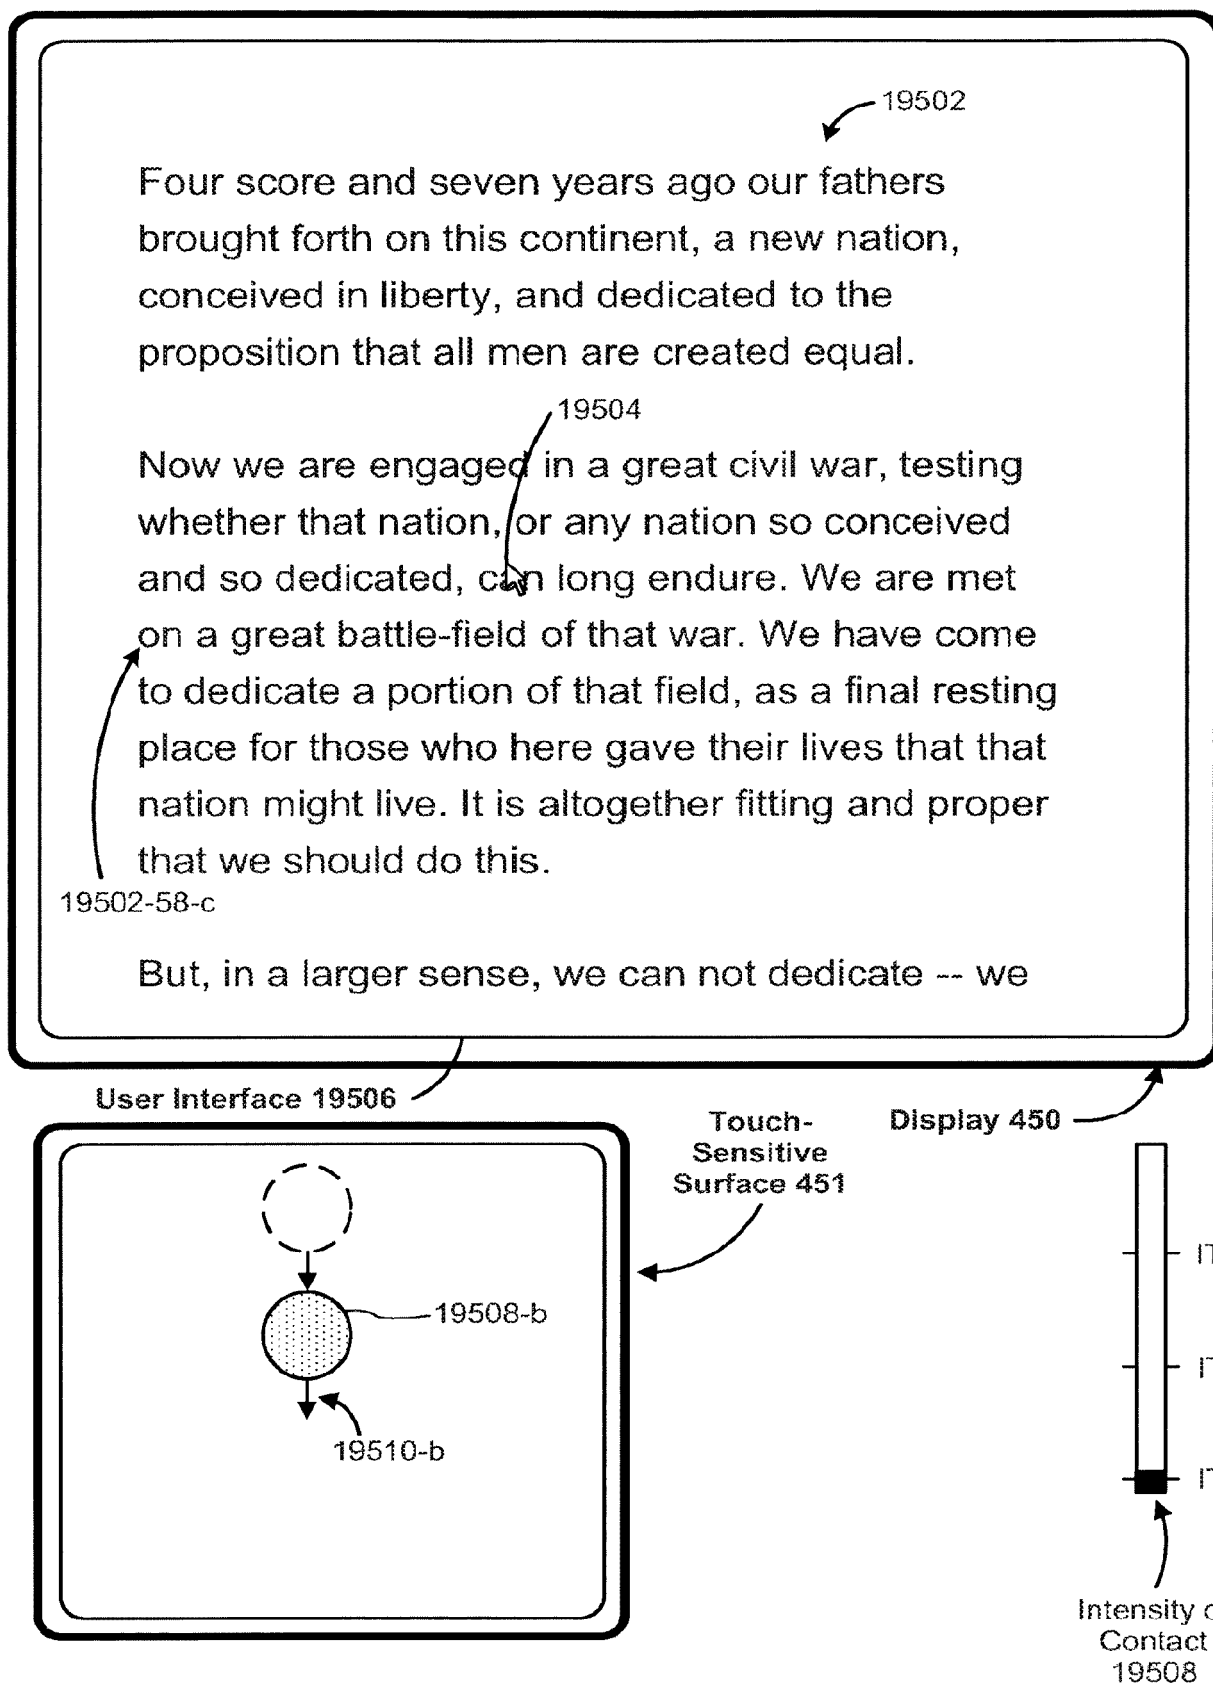 19502
Four score and seven years ago our fathers
brought forth on this continent, a new nation,
conceived in liberty, and dedicated to the
proposition that all men are created equal.
19504
Now we are engaged in a great civil war, testing
whether that nation, or any nation so conceived
and so dedicated, can long endure. We are met
on a great battle-field of that war. We have come
to dedicate a portion of that field, as a final resting
place for those who here gave their lives that that
nation might live. It is altogether fitting and proper
that we should do this.
19502-58-c
But, in a larger sense, we can not dedicate -- we
User Interface 19506
Display 450
Touch-
Sensitive
Surface 451
19508-b
19510-b
Intensity
Contact
19508